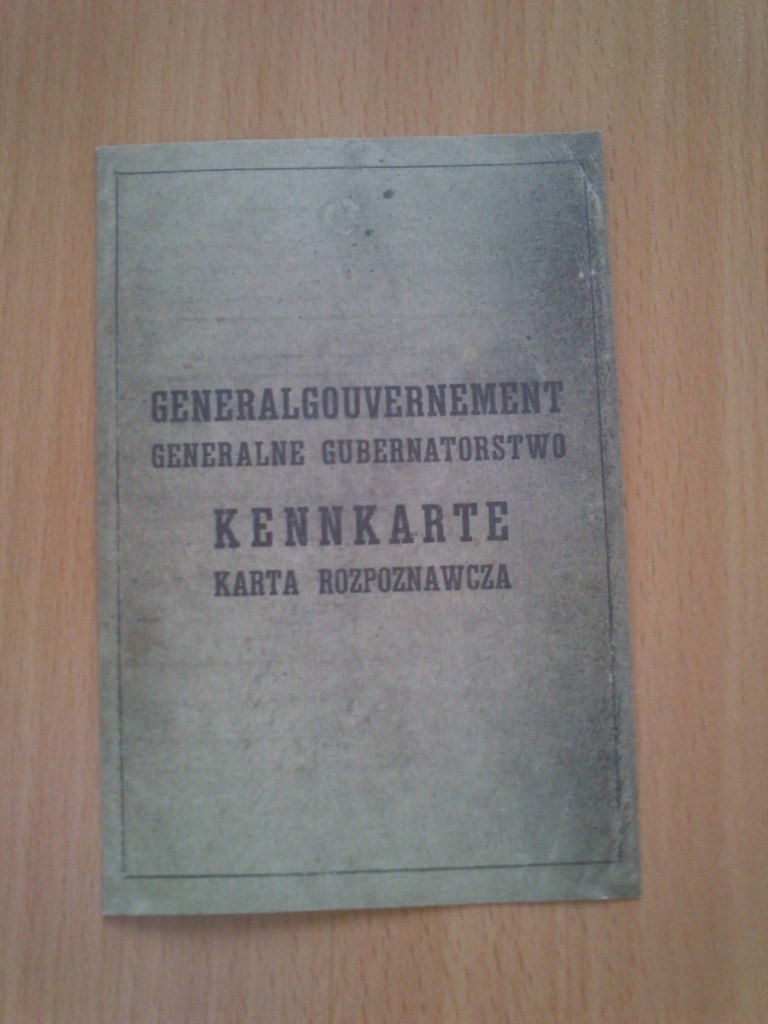 GENERALGOUVERNEMENT
GENERALNE GUBERNATORSTWO
KENNKARTE
KARTA ROZPOZNAWCZA